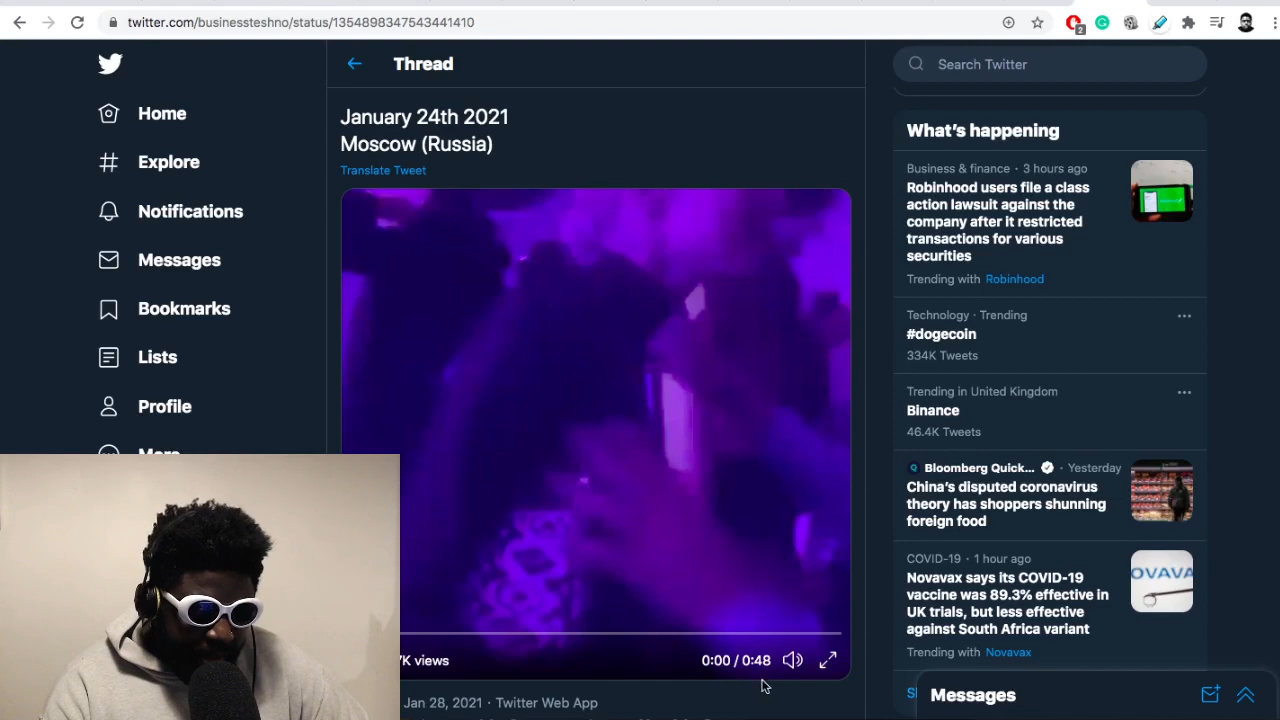 twitter.com/businessteshno/status/1354898347543441410
2
Home
Explore
Notifications
Messages
Bookmarks
Lists
Profile
More
Thread
January 24th 2021
Moscow (Russia)
Translate Tweet
views
0:00 / 0:48
Jan 28, 2021 · Twitter Web App
Search Twitter
What's happening
Business & finance · 3 hours ago
Robinhood users file a class
action lawsuit against the
company after it restricted
transactions for various
securities
Trending with Robinhood
Technology · Trending
#dogecoin
334K Tweets
Trending in United Kingdom
Binance
46.4K Tweets
Bloomberg Quick... · Yesterday
China's disputed coronavirus
theory has shoppers shunning
foreign food
COVID-19 · 1 hour ago
Novavax says its COVID-19
vaccine was 89.3% effective in
UK trials, but less effective
against South Africa variant
Trending with Novavax
OVAVA
Messages